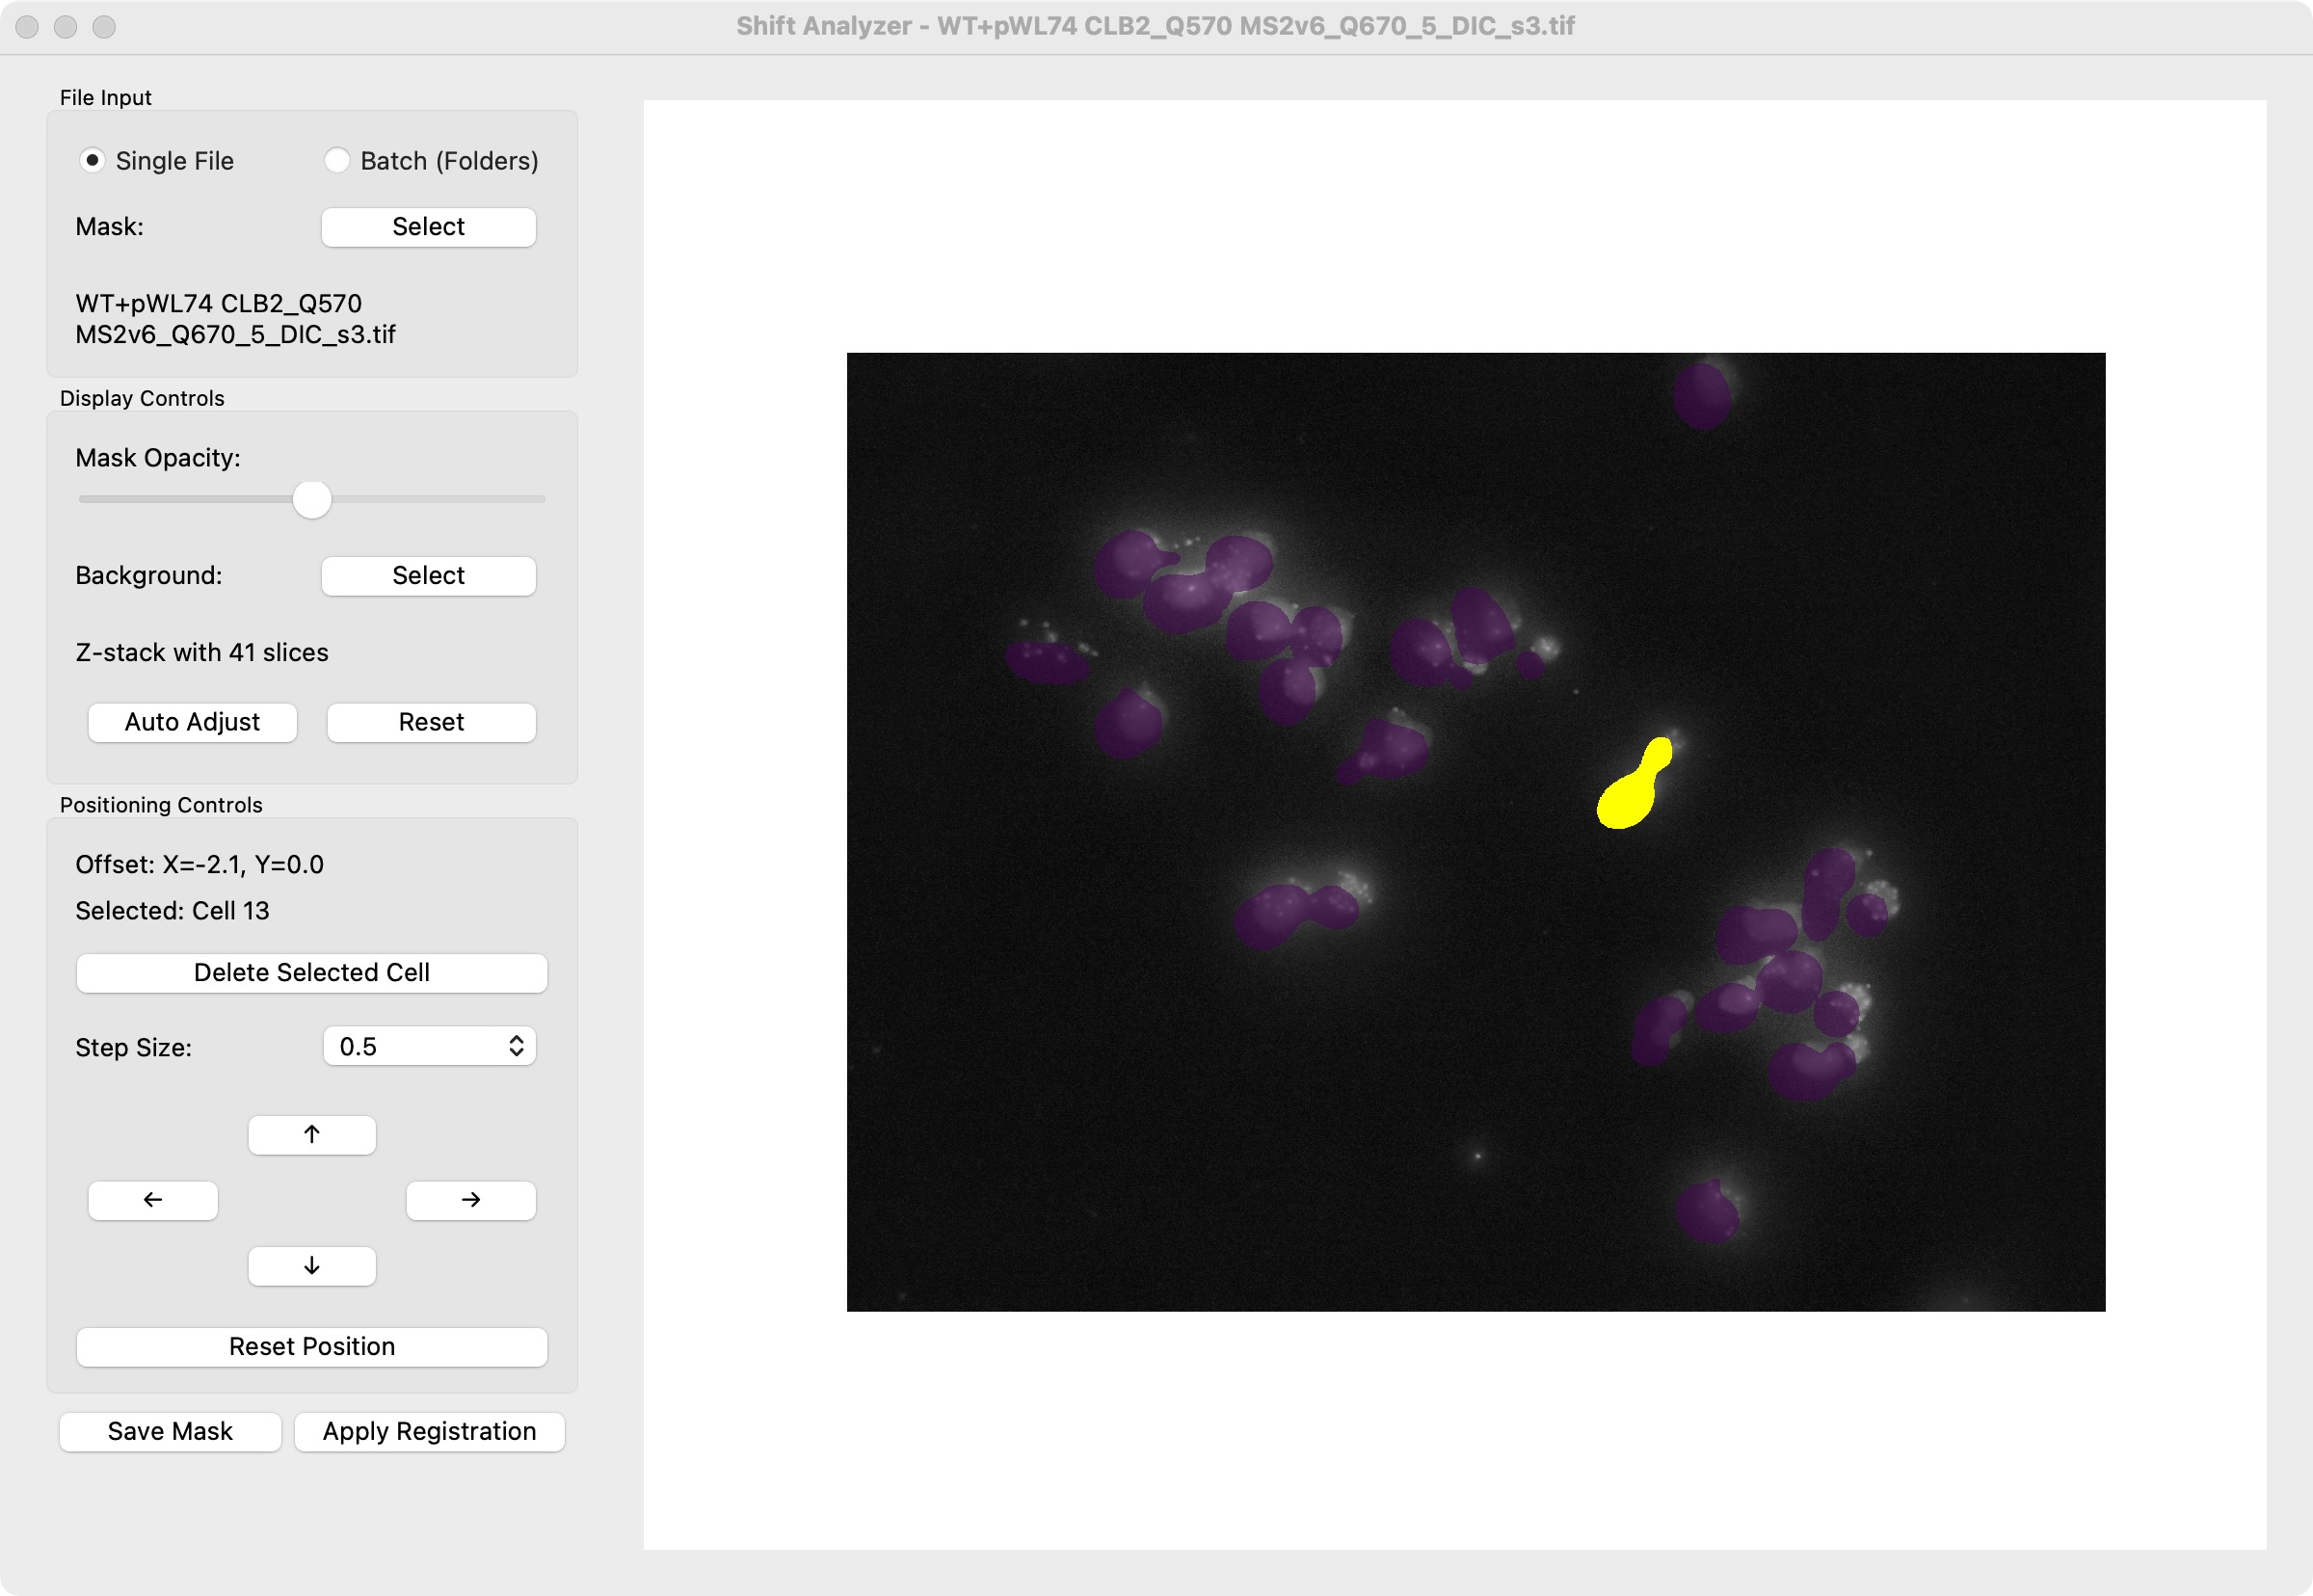 Shift Analyzer - WT+pWL74 CLB2_Q570 MS2v6_Q670_5_DIC_s3.tif
File Input
Single File
Batch (Folders)
Mask:
Select
WT+pWL74 CLB2_Q570
MS2v6_Q670_5_DIC_s3.tif
Display Controls
Mask Opacity:
Background:
Select
Z-stack with 41 slices
Auto Adjust
Reset
Positioning Controls
Offset: X=-2.1, Y=0.0
Selected: Cell 13
Delete Selected Cell
Step Size:
0.5
↑
←
→
↓
Reset Position
Save Mask
Apply Registration